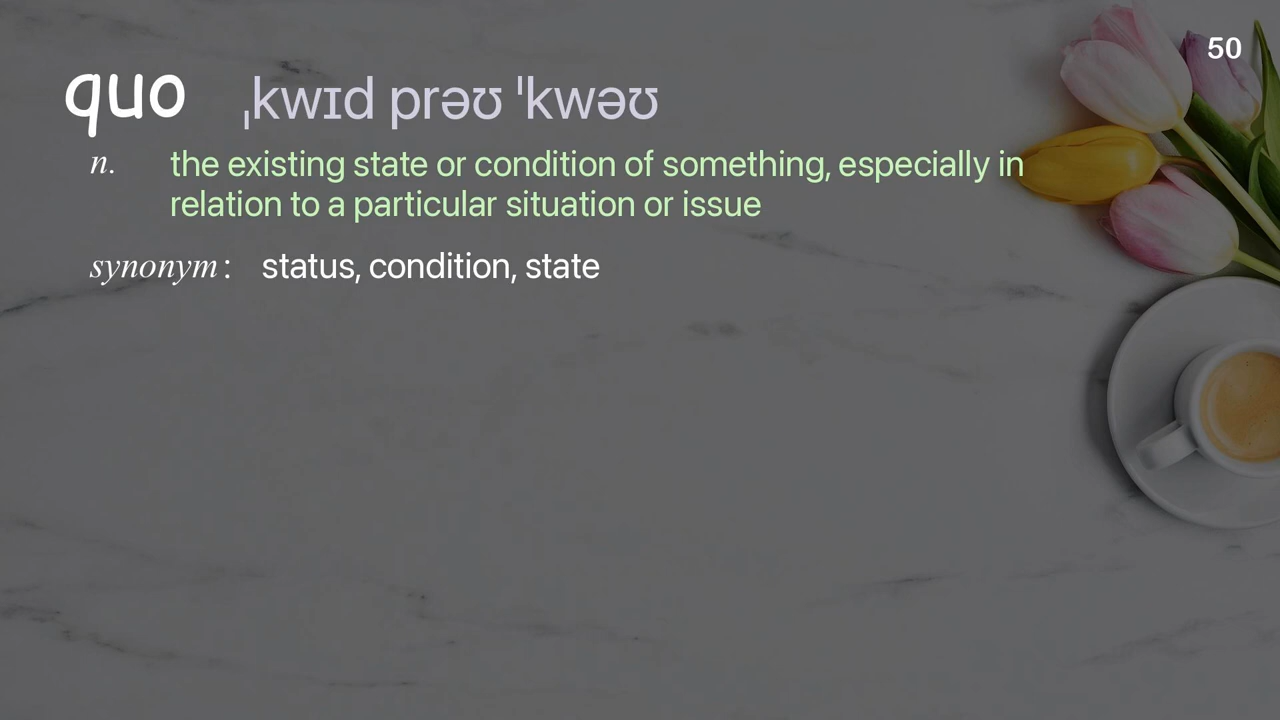 50
quo ˌkwɪd prəʊ ˈkwəʊ
n. the existing state or condition of something, especially in
relation to a particular situation or issue
synonym: status, condition, state